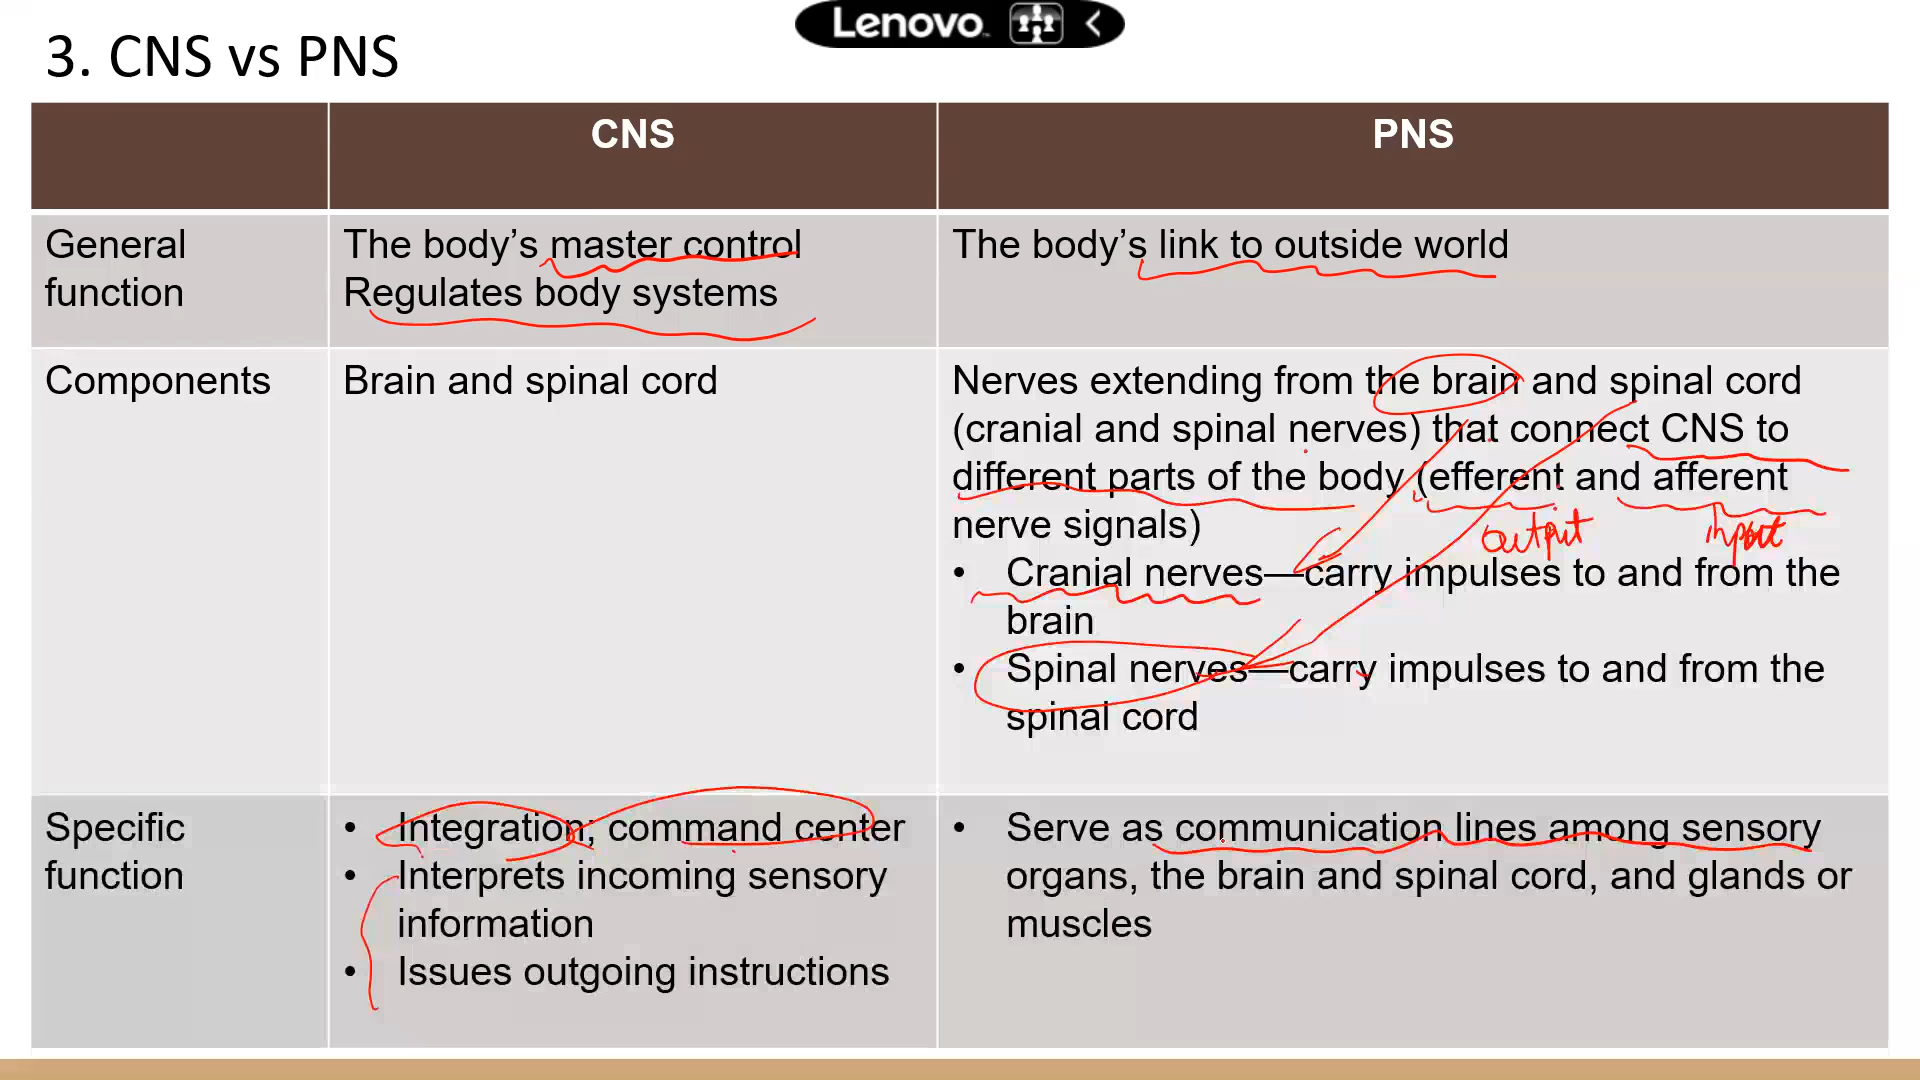 Lenovo
3. CNS vs PNS
CNS
PNS
General
function
The body’s master control
Regulates body systems
The body’s link to outside world
Components
Brain and spinal cord
Nerves extending from the brain and spinal cord
(cranial and spinal nerves) that connect CNS to
different parts of the body (efferent and afferent
nerve signals)
output
input
• Cranial nerves—carry impulses to and from the
brain
• Spinal nerves—carry impulses to and from the
spinal cord
Specific
function
• Integration; command center
• Interprets incoming sensory
information
• Issues outgoing instructions
• Serve as communication lines among sensory
organs, the brain and spinal cord, and glands or
muscles